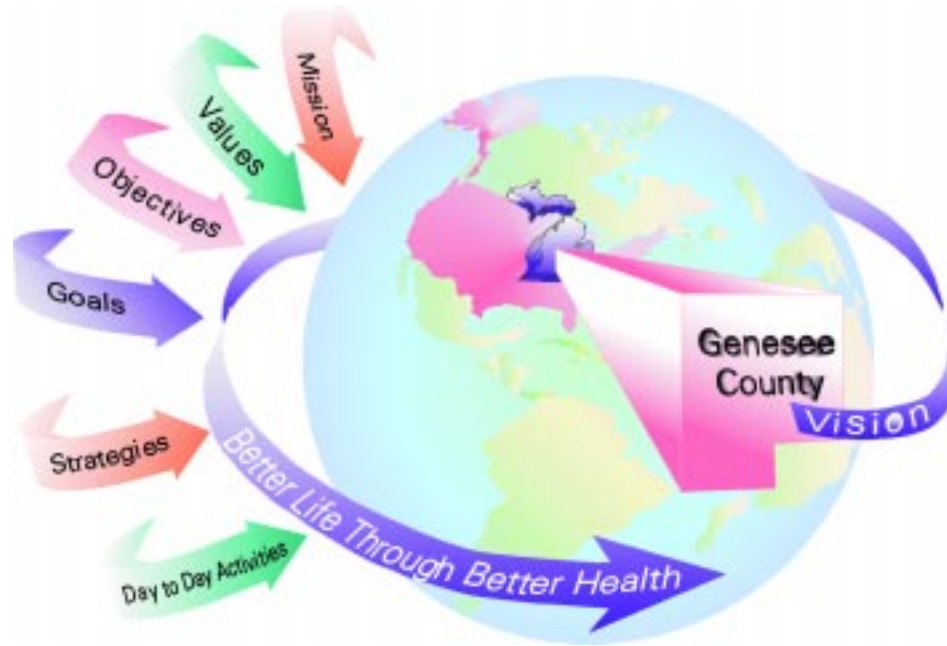 Mission
Values
Objectives
Goals
Strategies
Day to Day Activities
Genesee
County
Vision
Better Life Through Better Health